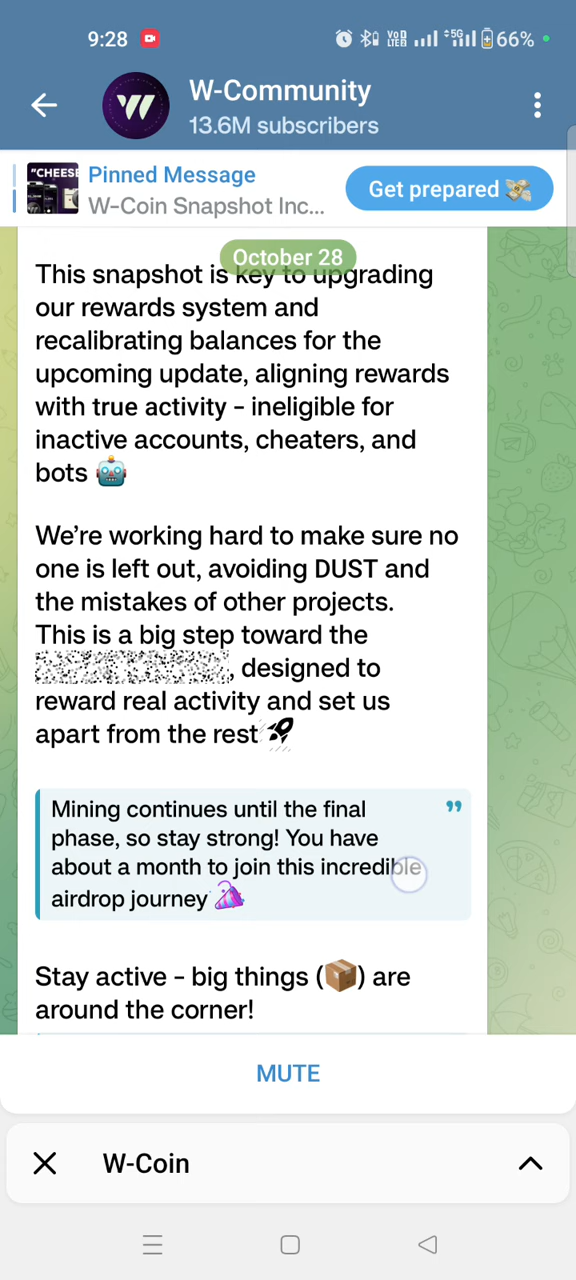 9:28
VoD
LTE2
5G
66%
W-Community
13.6M subscribers
"CHEESE
Pinned Message
W-Coin Snapshot Inc...
Get prepared 💸
October 28
This snapshot is key to upgrading
our rewards system and
recalibrating balances for the
upcoming update, aligning rewards
with true activity – ineligible for
inactive accounts, cheaters, and
bots 🤖
We’re working hard to make sure no
one is left out, avoiding DUST and
the mistakes of other projects.
This is a big step toward the
, designed to
reward real activity and set us
apart from the rest 🚀
Mining continues until the final
phase, so stay strong! You have
about a month to join this incredible
airdrop journey 🎉
Stay active – big things (📦) are
around the corner!
MUTE
W-Coin